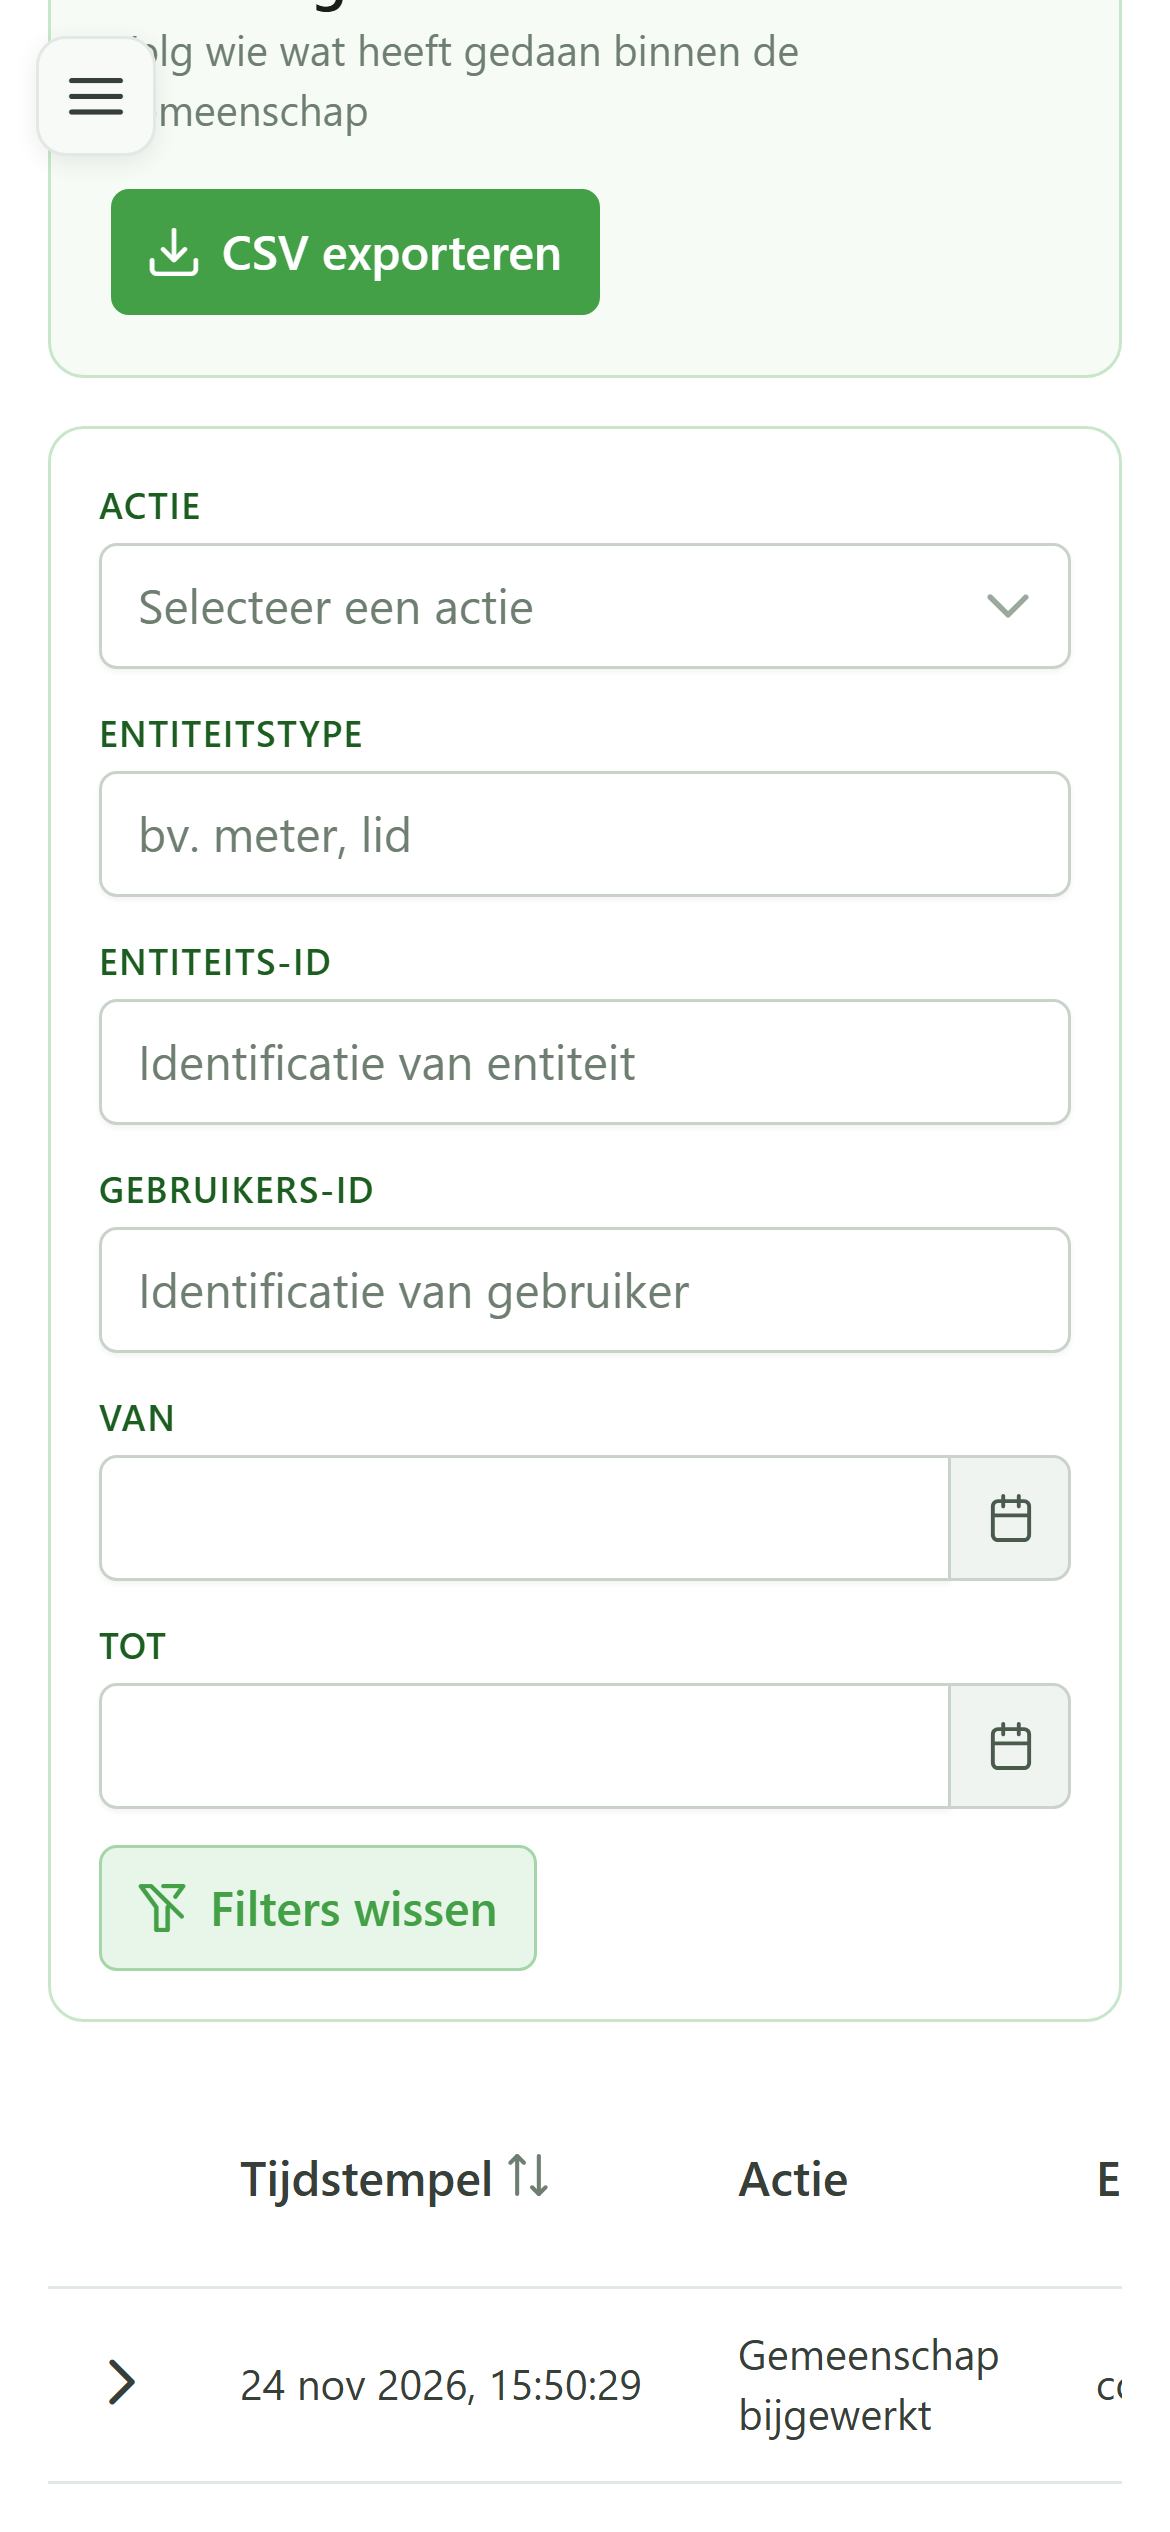 wie wat heeft gedaan binnen de
CSV exporteren
ACTIE
Selecteer een actie
ENTITEITSTYPE
bv. meter, lid
ENTITEITS-ID
Identificatie van entiteit
GEBRUIKERS-ID
Identificatie van gebruiker
VAN
TOT
Filters wissen
Tijdstempel Actie
24 nov 2026, 15:50:29
Gemeenschap
bijgewerkt